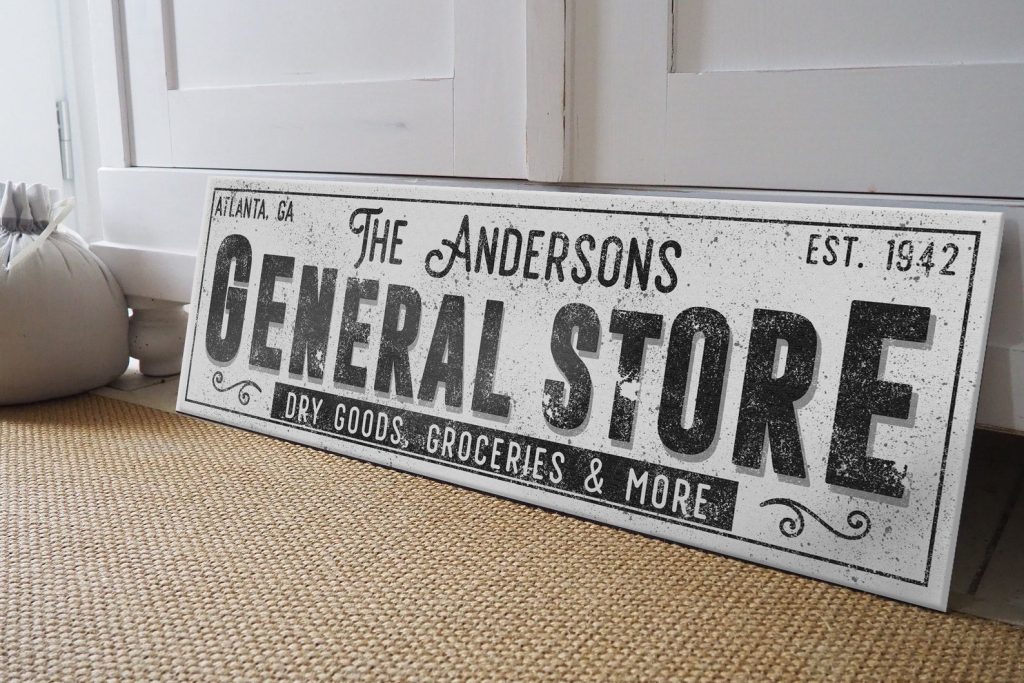 ATLANTA, GA
THE ANDERSONS
EST. 1942
GENERAL STORE
DRY GOODS, GROCERIES & MORE